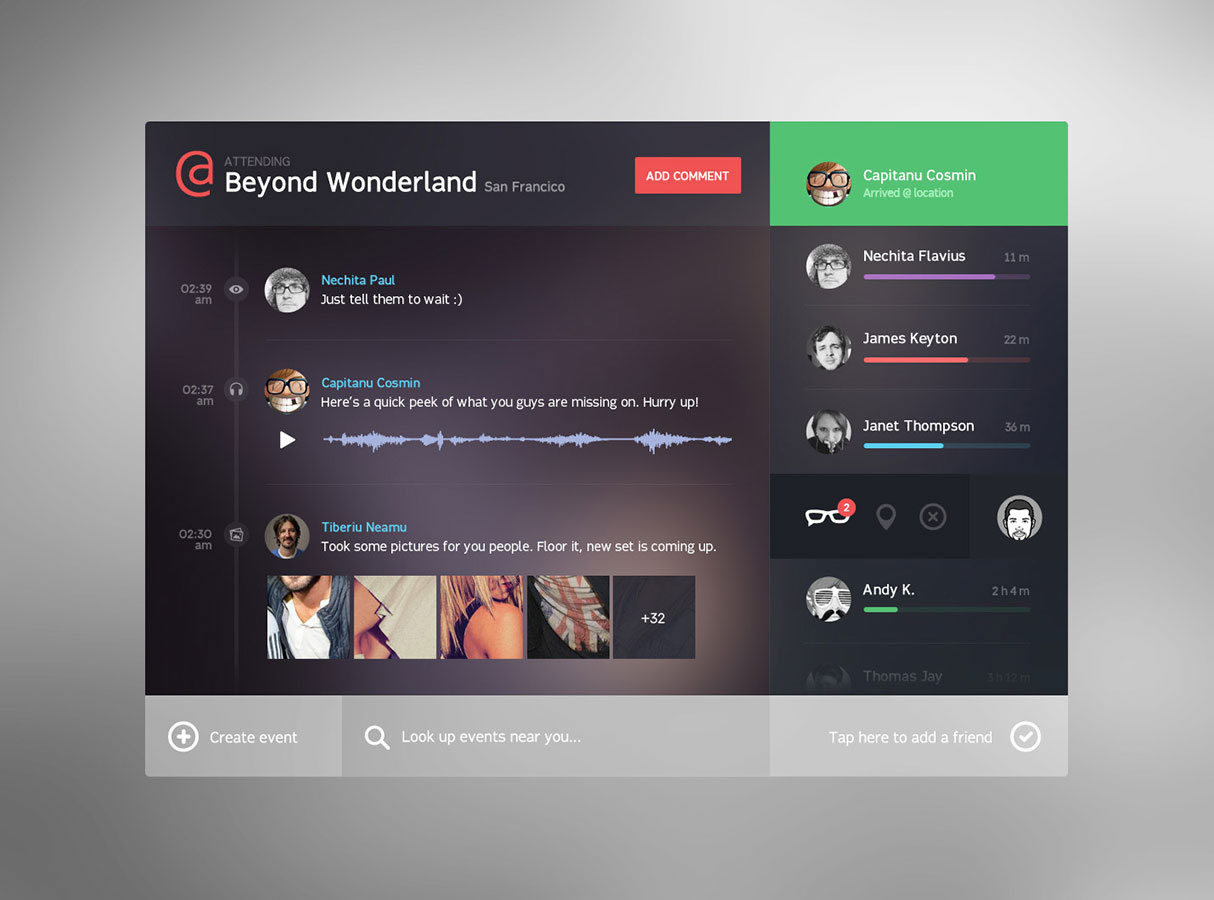 @
ATTENDING
Beyond Wonderland San Francico
ADD COMMENT
02:39
am
Nechita Paul
Just tell them to wait :)
02:37
am
Capitanu Cosmin
Here's a quick peek of what you guys are missing on. Hurry up!
02:30
am
Tiberiu Neamu
Took some pictures for you people. Floor it, new set is coming up.
+32
Capitanu Cosmin
Arrived @ location
Nechita Flavius 11 m
James Keyton 22 m
Janet Thompson 36 m
2
Andy K. 2 h 4 m
Thomas Jay 3 h 12 m
Create event
Look up events near you...
Tap here to add a friend